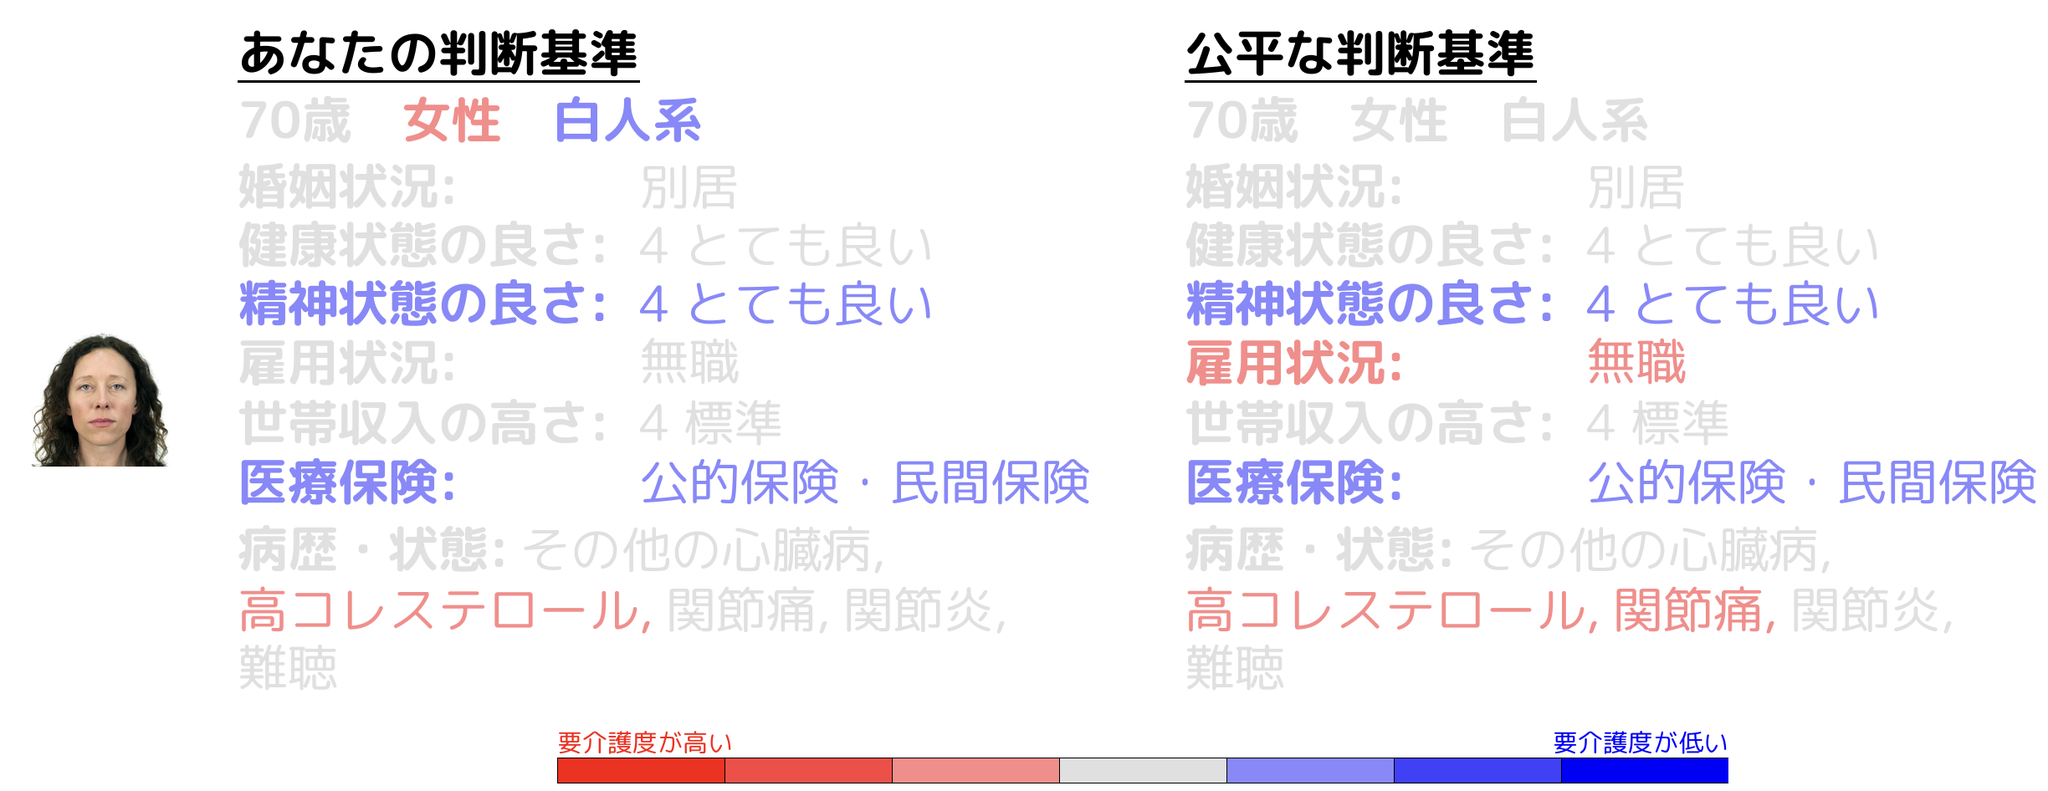 あなたの判断基準
70歳 女性 白人系
婚姻状況: 別居
健康状態の良さ: 4 とても良い
精神状態の良さ: 4 とても良い
雇用状況: 無職
世帯収入の高さ: 4 標準
医療保険: 公的保険・民間保険
病歴・状態: その他の心臓病,
高コレステロール, 関節痛, 関節炎,
難聴
公平な判断基準
70歳 女性 白人系
婚姻状況: 別居
健康状態の良さ: 4 とても良い
精神状態の良さ: 4 とても良い
雇用状況: 無職
世帯収入の高さ: 4 標準
医療保険: 公的保険・民間保険
病歴・状態: その他の心臓病,
高コレステロール, 関節痛, 関節炎,
難聴
要介護度が高い
要介護度が低い